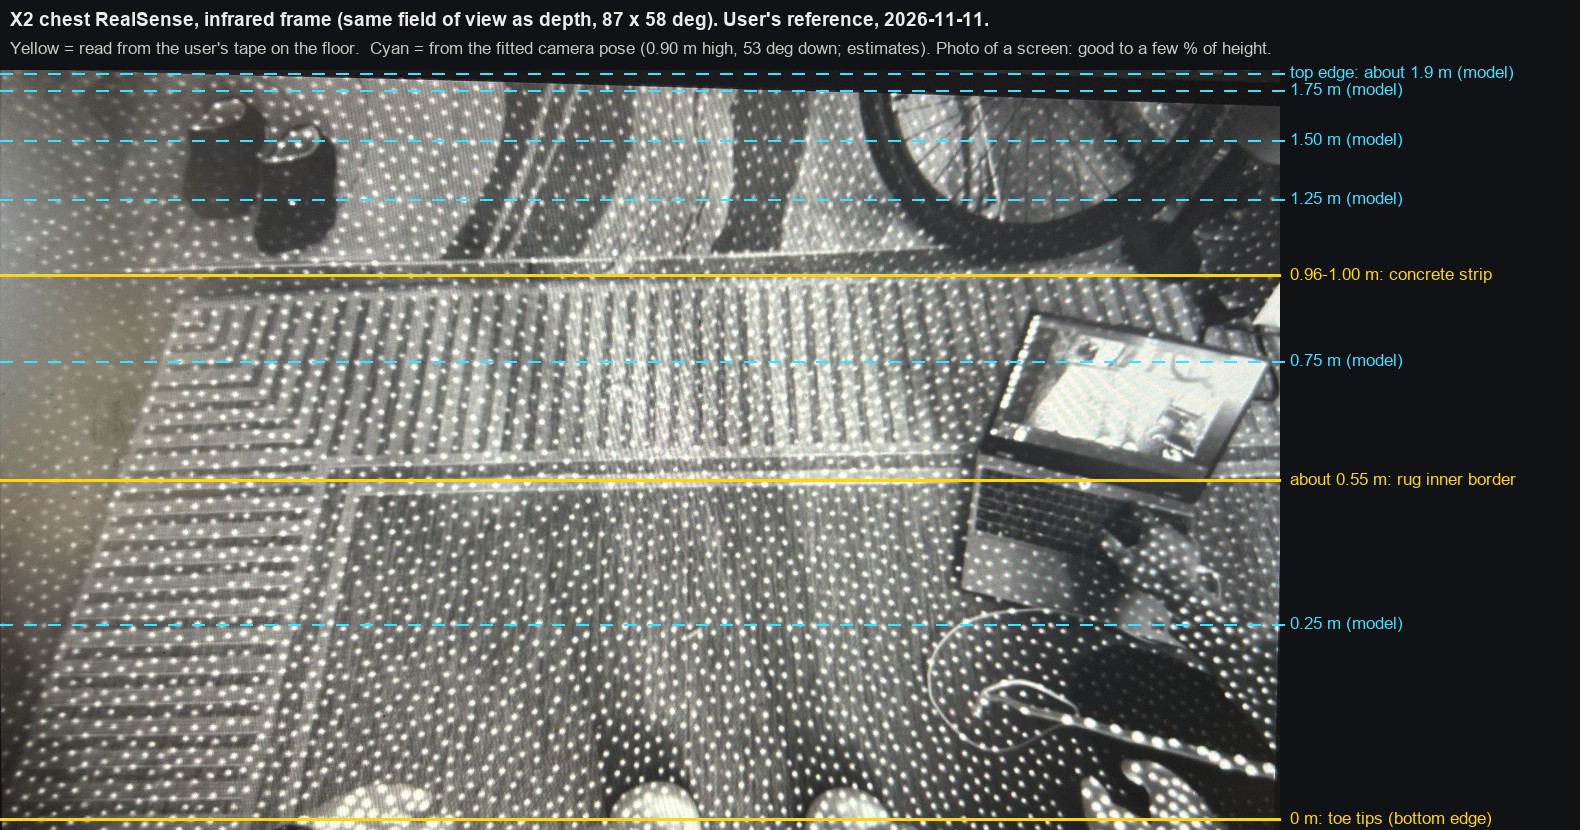 X2 chest RealSense, infrared frame (same field of view as depth, 87 x 58 deg). User's reference, 2026-11-11.
Yellow = read from the user's tape on the floor.  Cyan = from the fitted camera pose (0.90 m high, 53 deg down; estimates). Photo of a screen: good to a few % of height.
top edge: about 1.9 m (model)
1.75 m (model)
1.50 m (model)
1.25 m (model)
0.96-1.00 m: concrete strip
0.75 m (model)
about 0.55 m: rug inner border
0.25 m (model)
0 m: toe tips (bottom edge)